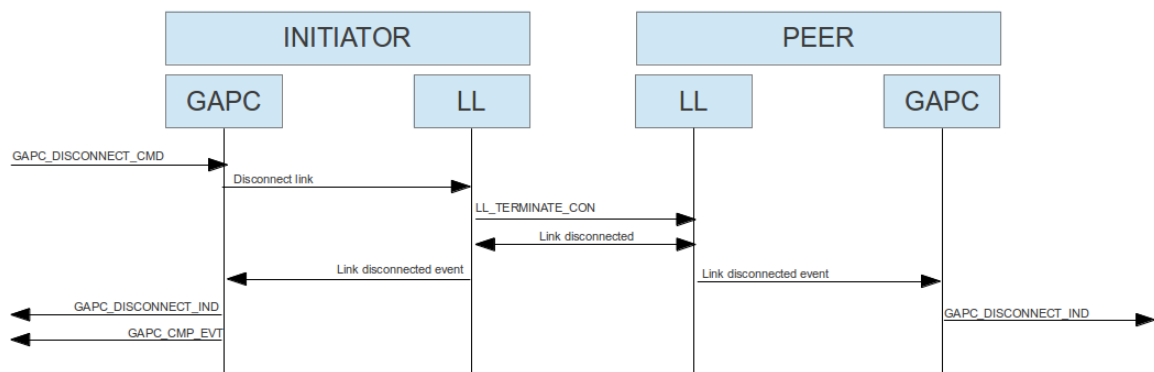 INITIATOR
PEER
GAPC
LL
LL
GAPC
GAPC_DISCONNECT_CMD
Disconnect link
LL_TERMINATE_CON
Link disconnected
Link disconnected event
Link disconnected event
GAPC_DISCONNECT_IND
GAPC_DISCONNECT_IND
GAPC_CMP_EVT